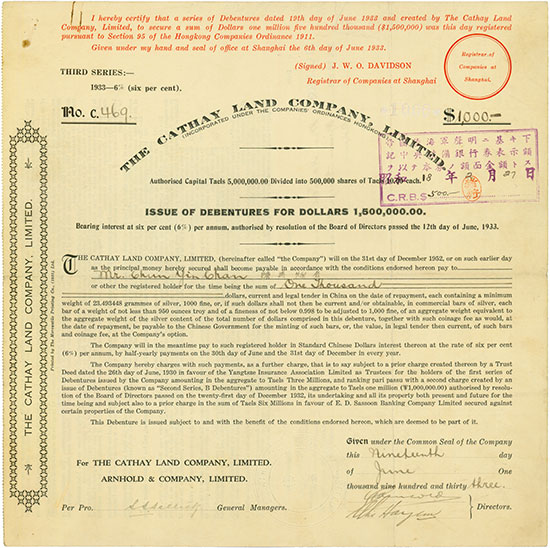 I hereby certify that a series of Debentures dated 19th day of June 1933 and created by The Cathay Land
Company, to secure a sum of Dollars one million five hundred thousand ($1,500,000) was this day registered
pursuant to Section 95 of the Hongkong Companies Ordinance 1911.
Given under my hand and seal of office at Shanghai the 6th day of June 1933.
(Signed) J. W. O. DAVIDSON
Registrar of Companies at Shanghai
Registrar of
Companies at
Shanghai.
THIRD SERIES:—
1933—6% (six per cent).
No. C. 469.
$1000—
THE CATHAY LAND COMPANY, LIMITED.
(INCORPORATED UNDER THE COMPANIES' ORDINANCES HONGKONG)
昭和 18 年 2 月 27 日
C.R.B.$ 500—
Authorised Capital Taels 5,000,000.00 Divided into 500,000 shares of Taels 10.00 each.
ISSUE OF DEBENTURES FOR DOLLARS 1,500,000.00.
Bearing interest at six per cent (6%) per annum, authorised by resolution of the Board of Directors passed the 12th day of June, 1933.
THE CATHAY LAND COMPANY, LIMITED, (hereinafter called "the Company") will on the 31st day of December 1952, or on such earlier day
as the principal money hereby secured shall become payable in accordance with the conditions endorsed hereon pay to
Mr. Chun Yin Chan
or other the registered holder for the time being the sum of One Thousand
dollars, current and legal tender in China on the date of repayment, each containing a minimum
weight of 23.493448 grammes of silver, 1000 fine, or, if such dollars shall not then be current and/or obtainable, in commercial bars of silver, each
bar of a weight of not less than 950 ounces troy and of a fineness of not below 0.998 to be adjusted to 1,000 fine, of an aggregate weight equivalent
to the aggregate weight of silver contained in the total number of dollars comprised in this debenture, together with such coinage fee as would, at
the date of repayment, be payable to the Chinese Government for the minting of such bars, or, the value, in legal tender then current, of such bars
and coinage fee, at the Company's option.
The Company will in the meantime pay to such registered holder in Standard Chinese Dollars interest thereon at the rate of six per cent
(6%) per annum, by half-yearly payments on the 30th day of June and the 31st day of December in every year.
The Company hereby charges with such payments, as a further charge, that is to say subject to a prior charge created thereon by a Trust
Deed dated the 26th day of June, 1930 in favour of the Yangtsze Insurance Association Limited as Trustees for the holders of the first series of
Debentures issued by the Company amounting in the aggregate to Taels Three Millions, and ranking pari passu with a second charge created by an
issue of Debentures (known as "Second Series, B Debentures") amounting in the aggregate to Taels one million (₮1,000,000.00) authorised by resolu-
tion of the Board of Directors passed on the twenty-first day of December 1932, its undertaking and all its property both present and future for the
time being and subject also to a prior charge in the sum of Taels Six Millions in favour of E. D. Sassoon Banking Company Limited secured against
certain properties of the Company.
This Debenture is issued subject to and with the benefit of the conditions endorsed hereon, which are deemed to be part of it.
Given under the Common Seal of the Company
this Nineteenth day
of June One
thousand nine hundred and thirty three.
For THE CATHAY LAND COMPANY, LIMITED.
ARNHOLD & COMPANY, LIMITED.
Per Pro. General Managers.
Directors.
THE CATHAY LAND COMPANY, LIMITED.